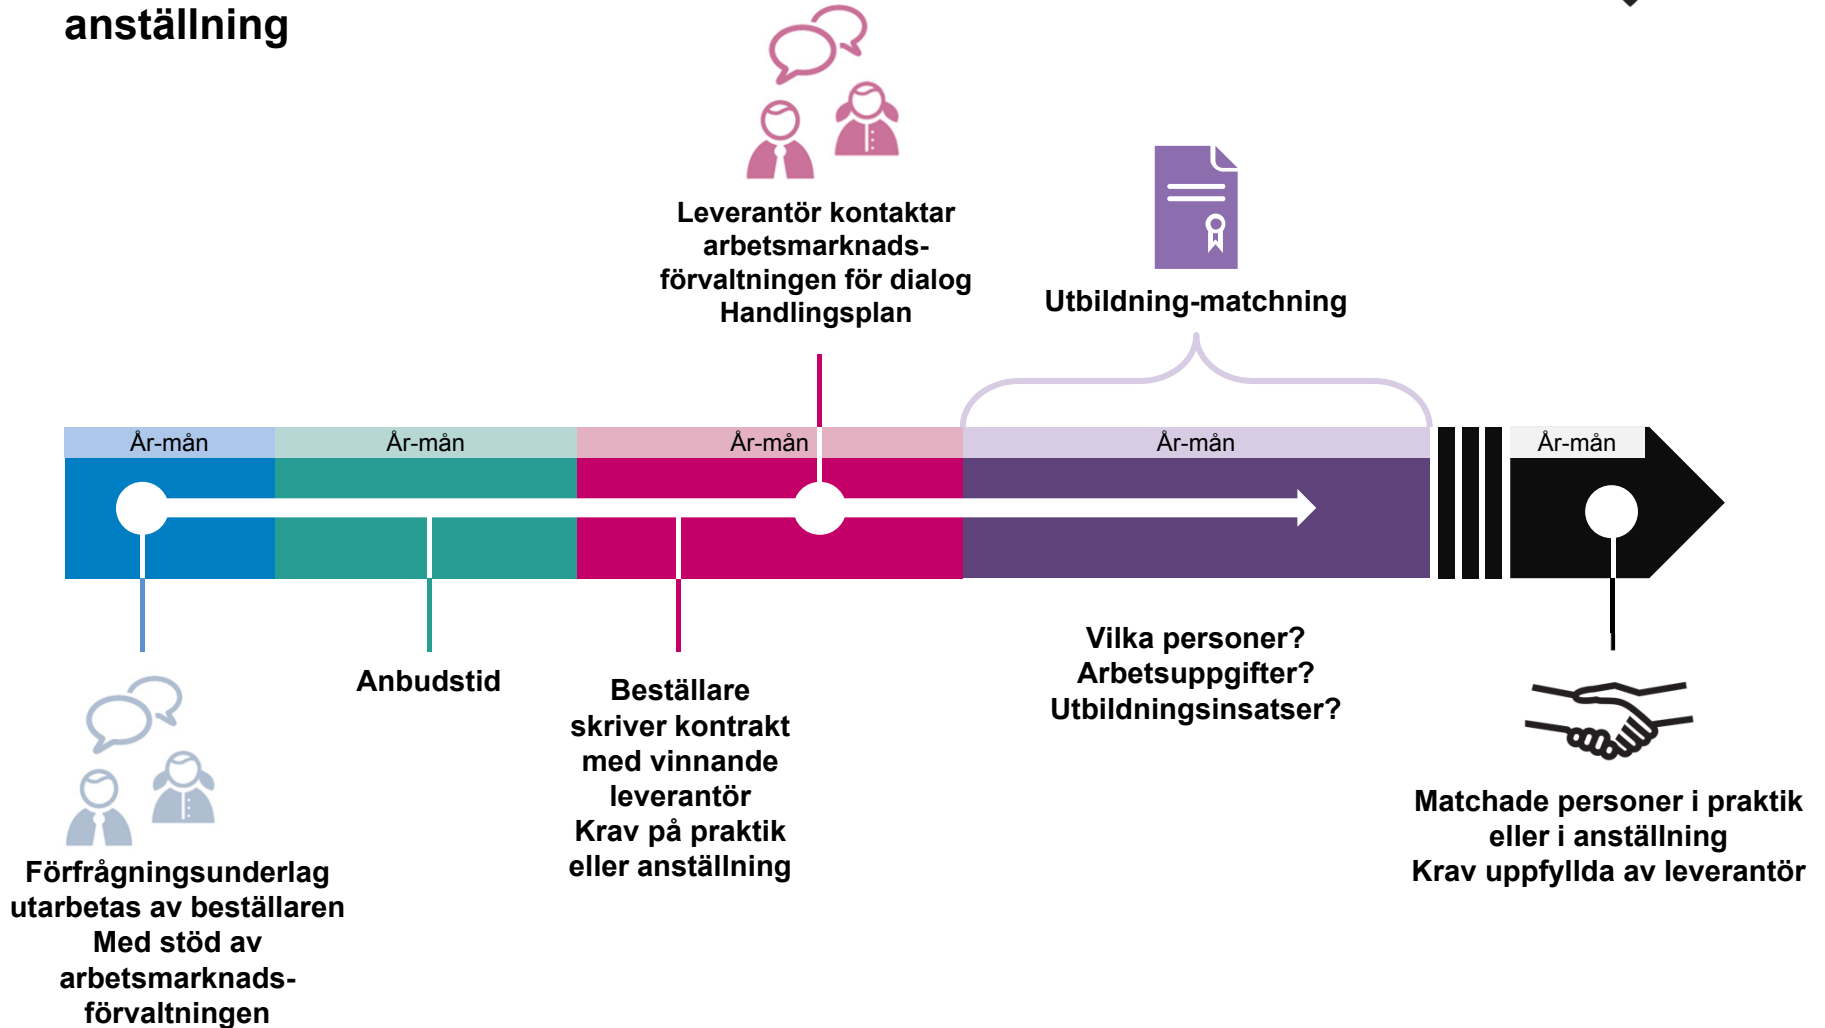 anställning
Leverantör kontaktar
arbetsmarknads-
förvaltningen för dialog
Handlingsplan
Utbildning-matchning
År-mån
År-mån
År-mån
År-mån
År-mån
Förfrågningsunderlag
utarbetas av beställaren
Med stöd av
arbetsmarknads-
förvaltningen
Anbudstid
Beställare
skriver kontrakt
med vinnande
leverantör
Krav på praktik
eller anställning
Vilka personer?
Arbetsuppgifter?
Utbildningsinsatser?
Matchade personer i praktik
eller i anställning
Krav uppfyllda av leverantör